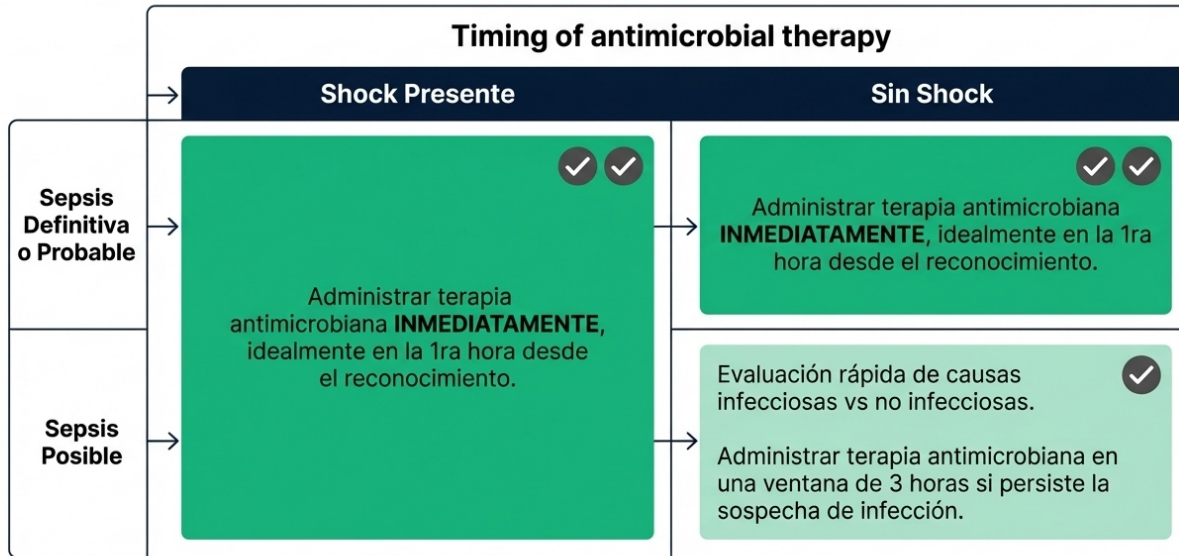 Timing of antimicrobial therapy
Shock Presente
Sin Shock
Sepsis
Definitiva
o Probable
Administrar terapia
antimicrobiana INMEDIATAMENTE,
idealmente en la 1ra hora desde
el reconocimiento.
Administrar terapia antimicrobiana
INMEDIATAMENTE, idealmente en la 1ra
hora desde el reconocimiento.
Sepsis
Posible
Evaluación rápida de causas
infecciosas vs no infecciosas.
Administrar terapia antimicrobiana en
una ventana de 3 horas si persiste la
sospecha de infección.